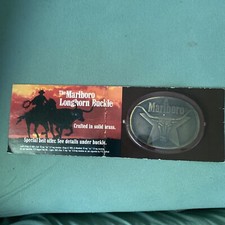 The Marlboro
Longhorn Buckle
Crafted in solid brass.
Special belt offer. See details under buckle.
Marlboro